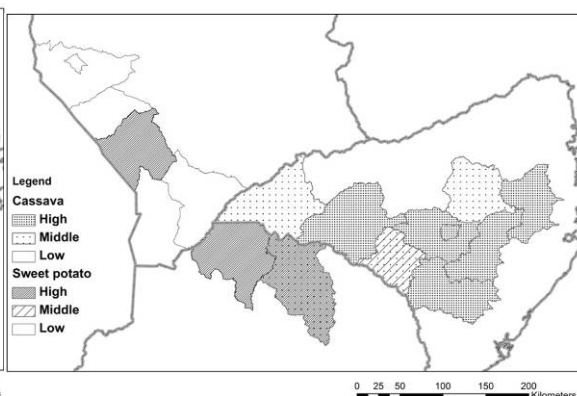 Legend
Cassava
High
Middle
Low
Sweet potato
High
Middle
Low
0 25 50 100 150 200
Kilometers